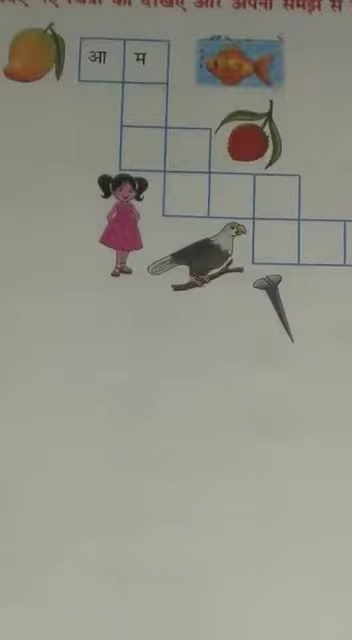 को देखिए और अपनी समझ से
आ म